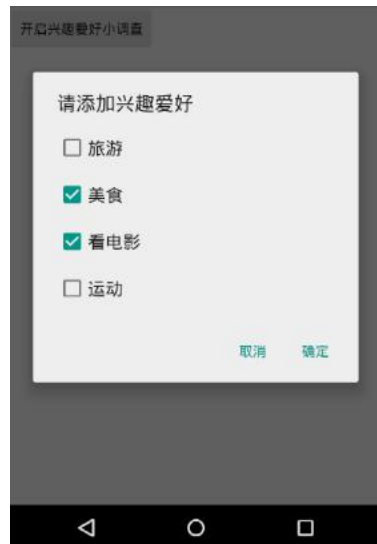 开启兴趣爱好小调查
请添加兴趣爱好
旅游
美食
看电影
运动
取消 确定